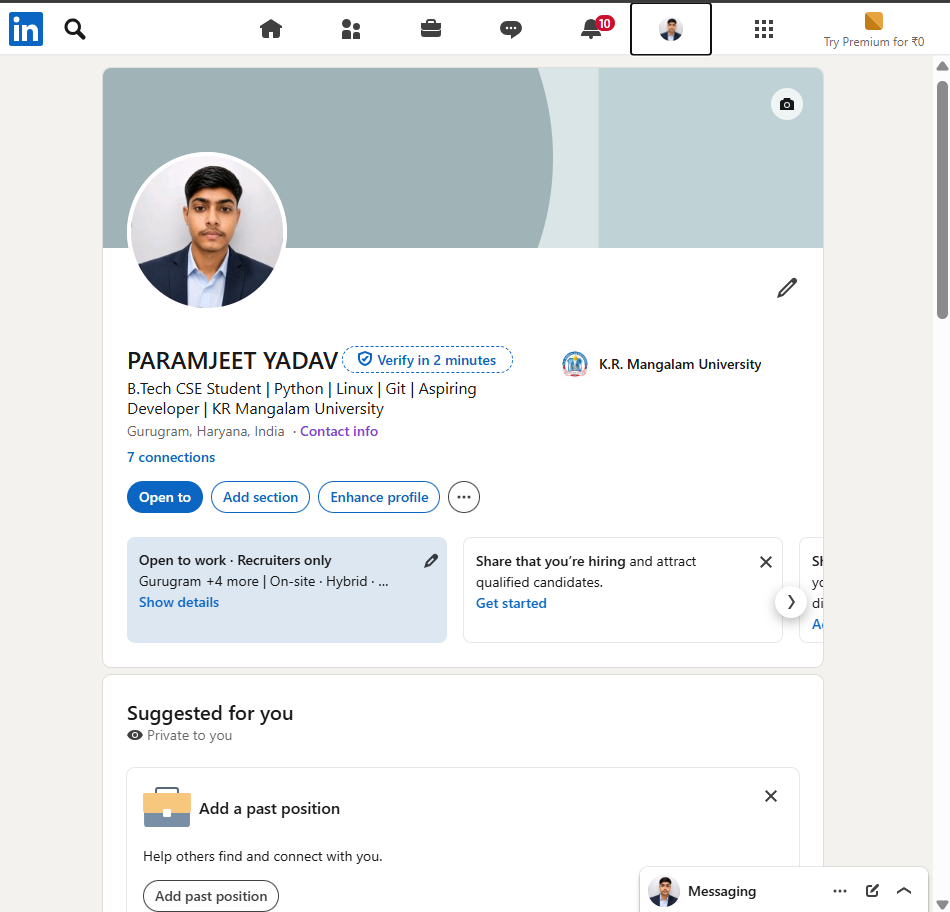 in
10
Try Premium for ₹0
PARAMJEET YADAV
Verify in 2 minutes
K.R. Mangalam University
B.Tech CSE Student | Python | Linux | Git | Aspiring
Developer | KR Mangalam University
Gurugram, Haryana, India · Contact info
7 connections
Open to
Add section
Enhance profile
Open to work · Recruiters only
Gurugram +4 more | On-site · Hybrid · ...
Show details
Share that you're hiring and attract
qualified candidates.
Get started
Suggested for you
Private to you
Add a past position
Help others find and connect with you.
Add past position
Messaging